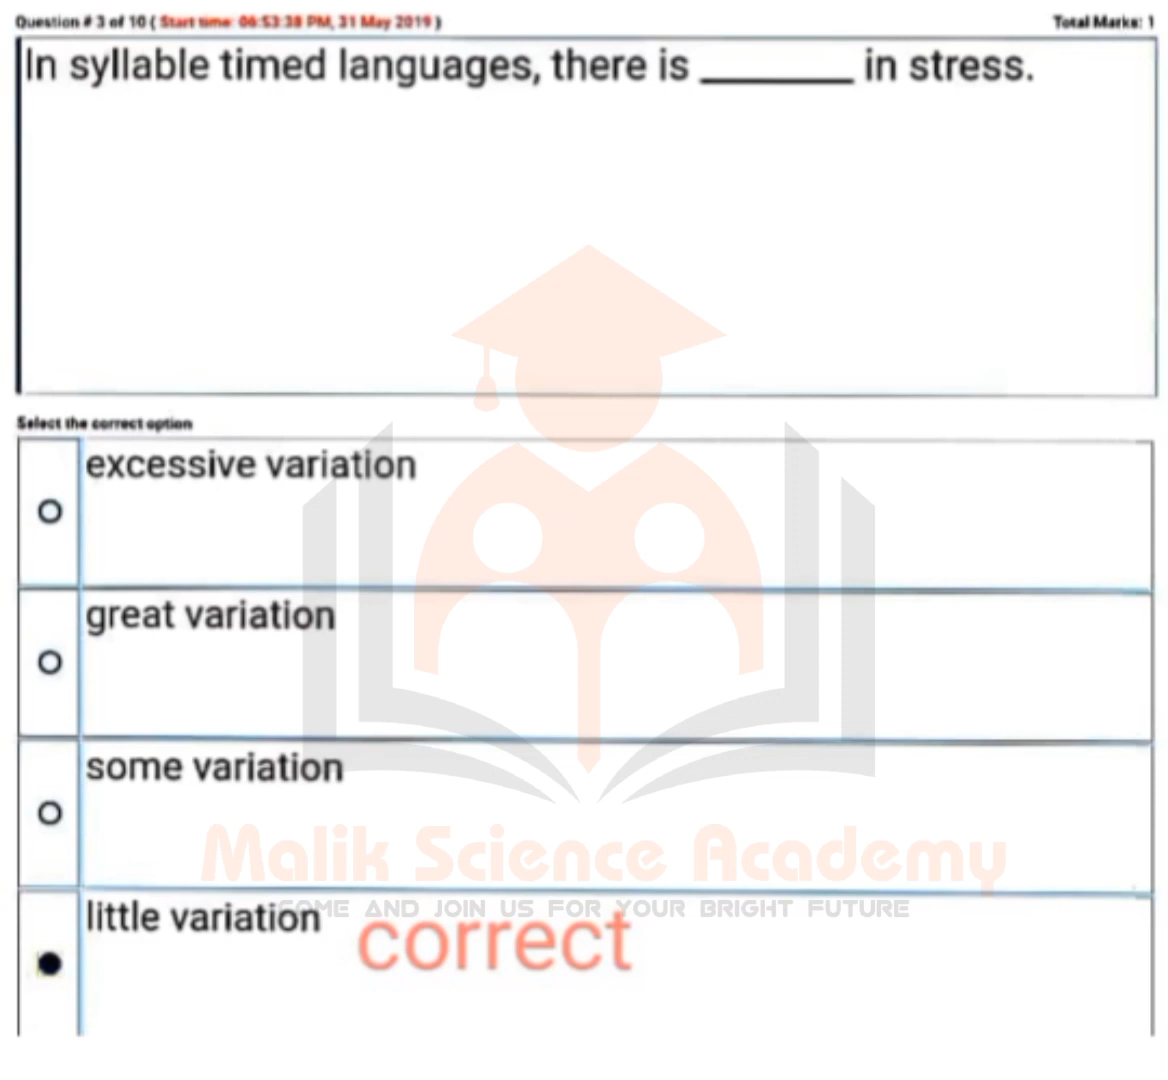 Question # 3 of 10 ( Start time: 06:53:38 PM, 31 May 2019 ) Total Marks: 1
In syllable timed languages, there is ________ in stress.
Select the correct option
excessive variation
great variation
some variation
Malik Science Academy
little variation
COME AND JOIN US FOR YOUR BRIGHT FUTURE
correct